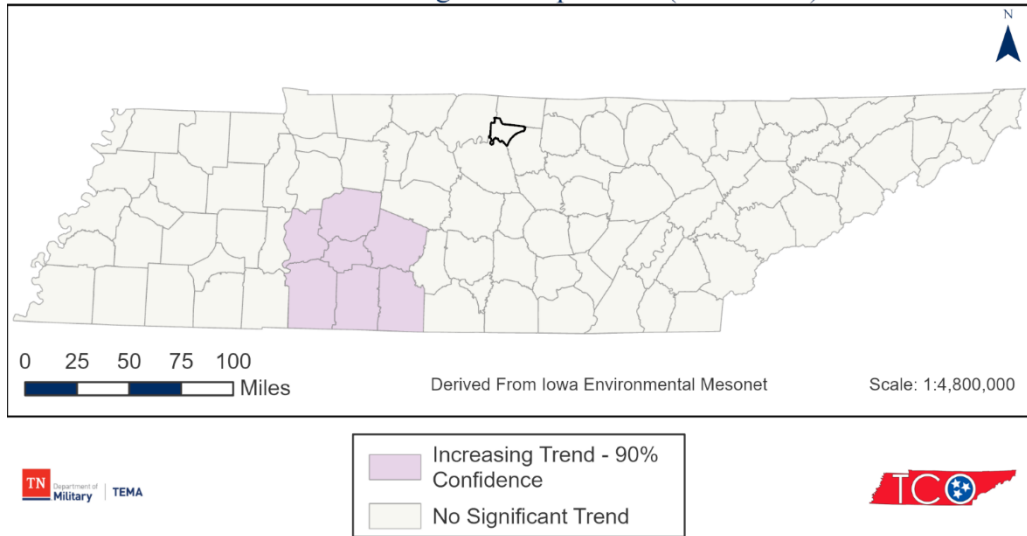 N
0 25 50 75 100
Miles
Derived From Iowa Environmental Mesonet
Scale: 1:4,800,000
TN
Department of
Military
TEMA
Increasing Trend - 90%
Confidence
No Significant Trend
TCO